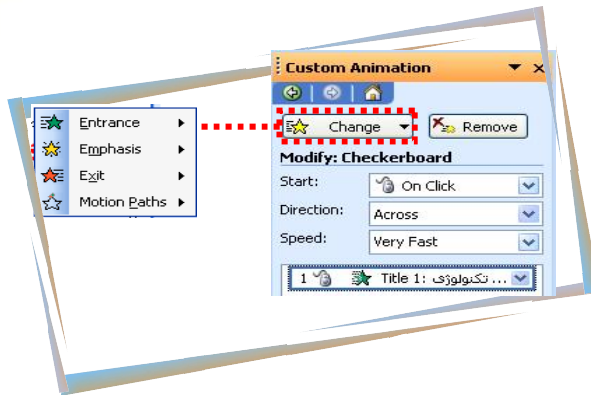 Custom Animation
Entrance
Emphasis
Exit
Motion Paths
Change
Remove
Modify: Checkerboard
Start:
On Click
Direction:
Across
Speed:
Very Fast
1 Title 1: تکنولوژی ...